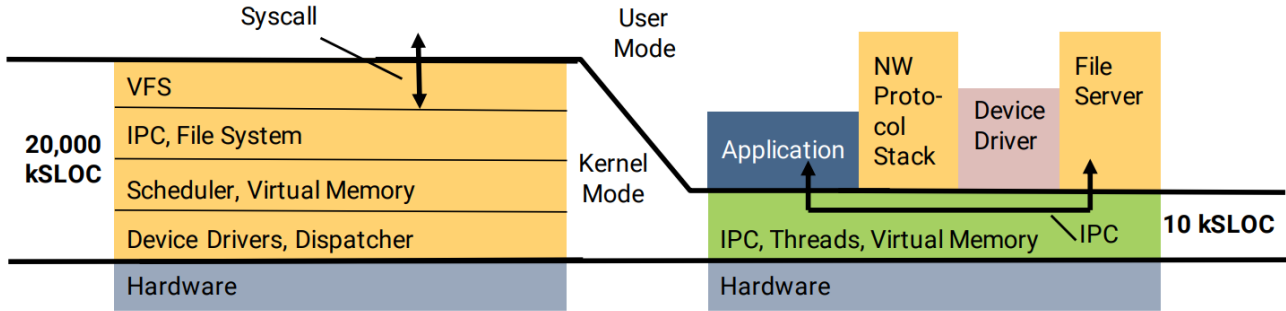 Syscall
User
Mode
VFS
IPC, File System
20,000
kSLOC
Scheduler, Virtual Memory
Kernel
Mode
Device Drivers, Dispatcher
Hardware
Application
NW
Proto-
col
Stack
Device
Driver
File
Server
IPC, Threads, Virtual Memory
IPC
10 kSLOC
Hardware